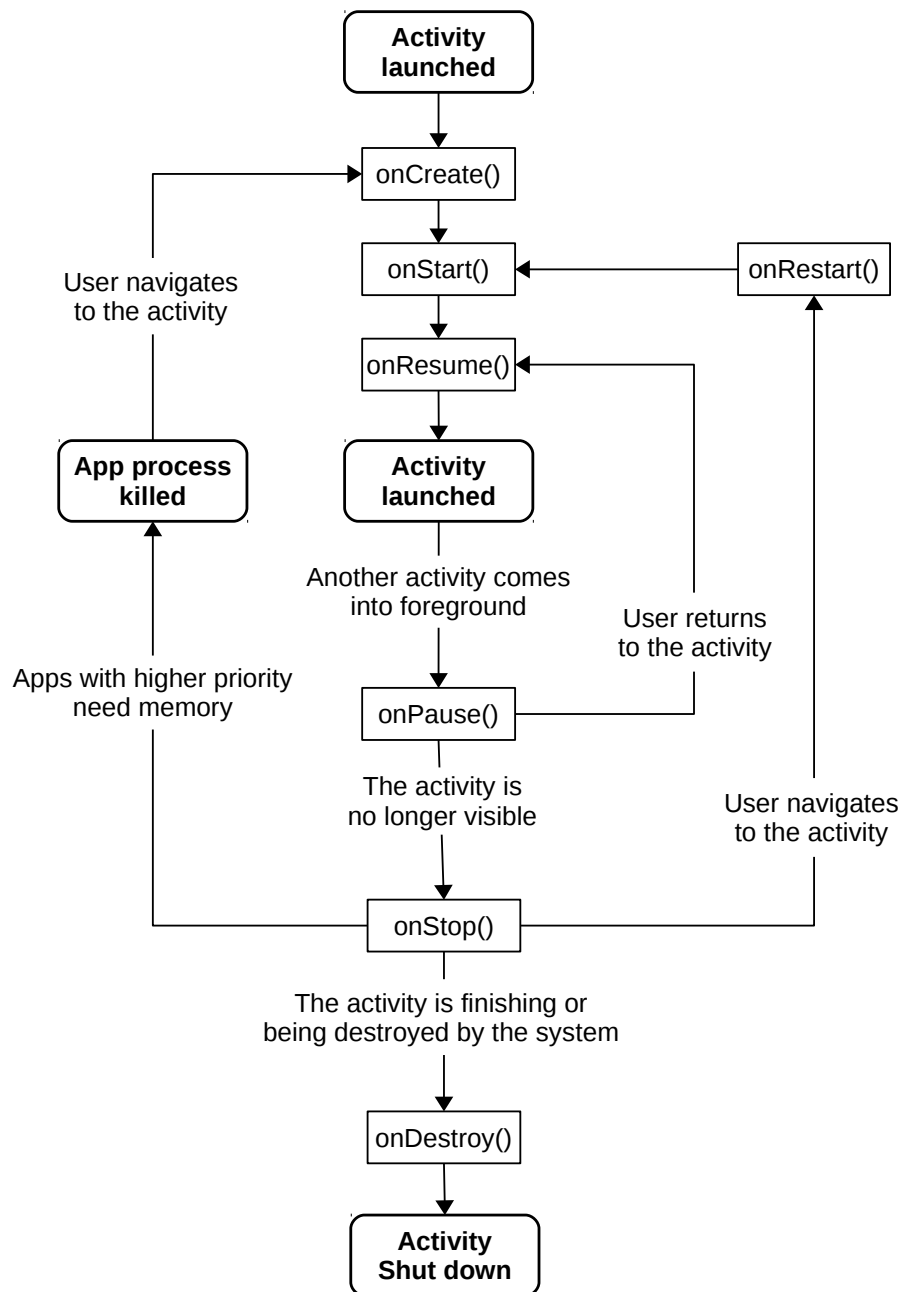 Activity
launched
onCreate()
User navigates
to the activity
onStart()
onRestart()
onResume()
App process
killed
Activity
launched
Another activity comes
into foreground
User returns
to the activity
Apps with higher priority
need memory
onPause()
The activity is
no longer visible
User navigates
to the activity
onStop()
The activity is finishing or
being destroyed by the system
onDestroy()
Activity
Shut down